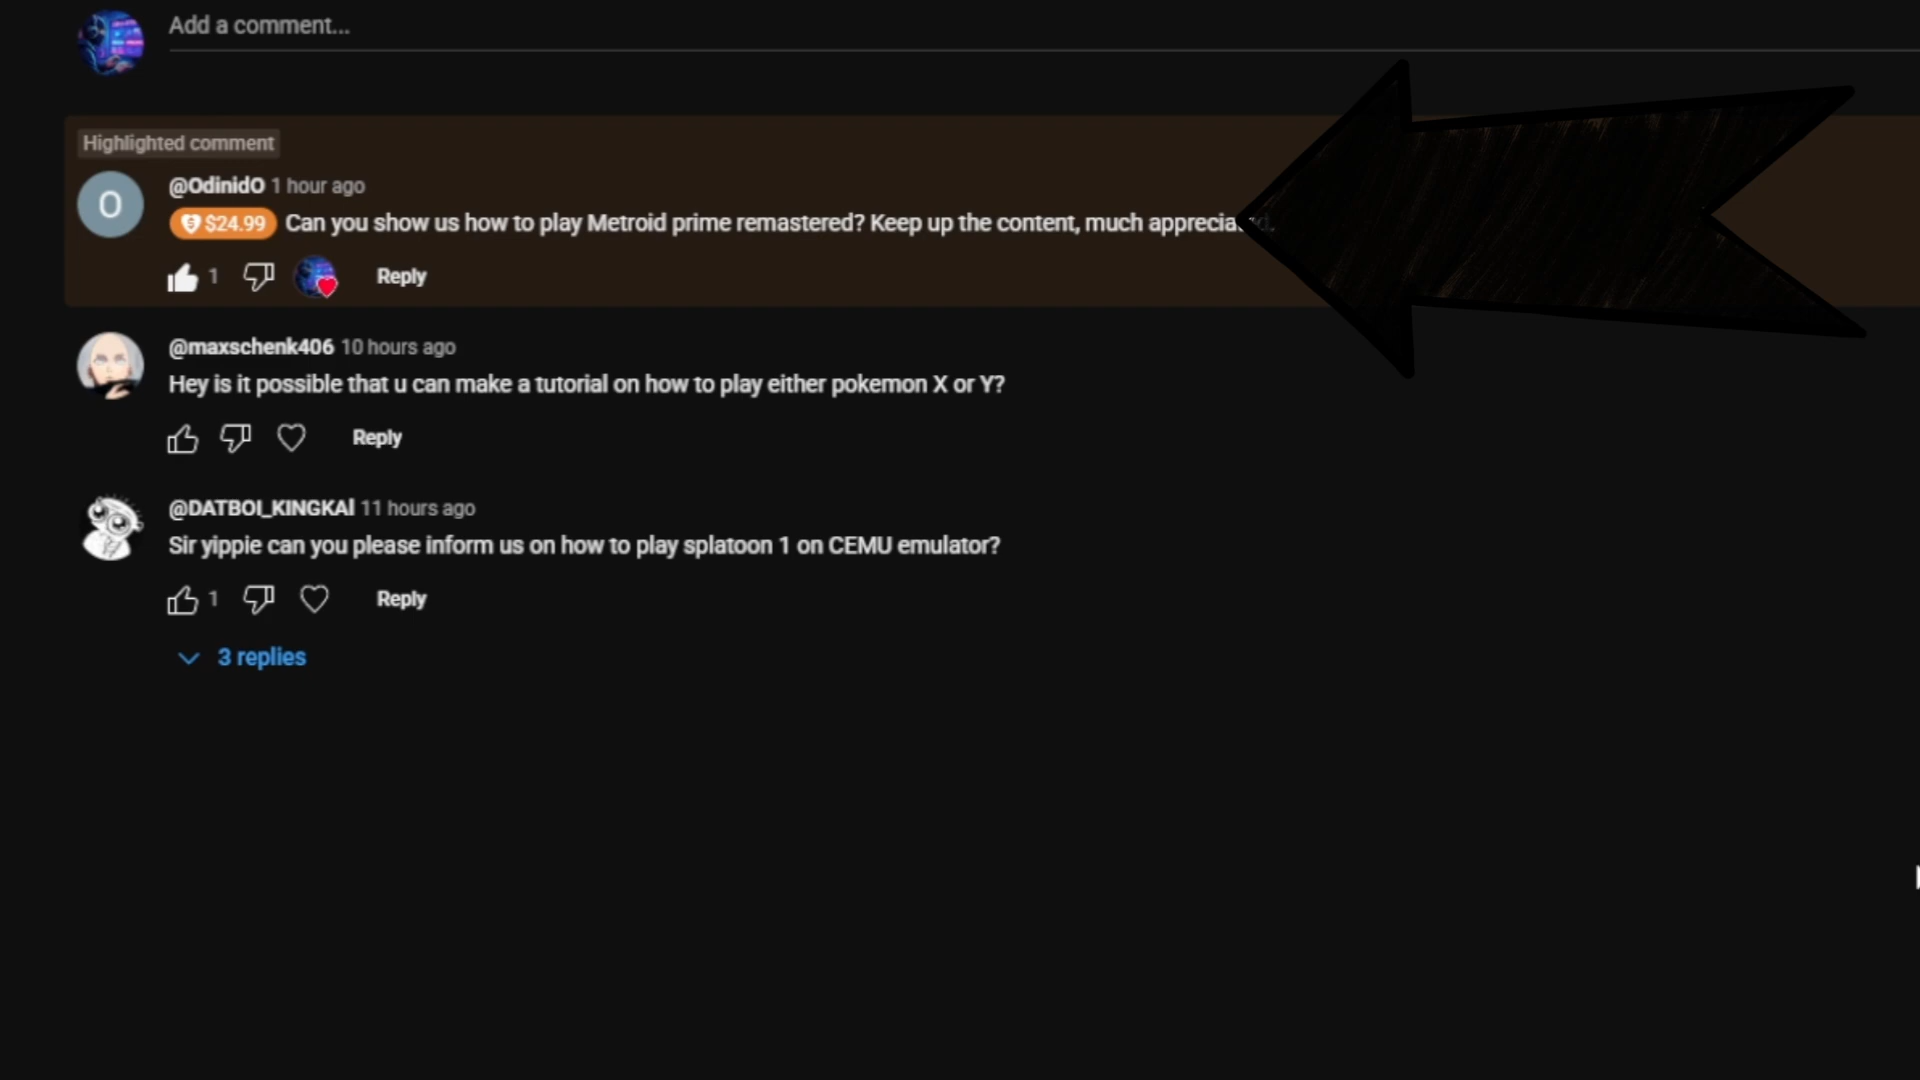 Add a comment...
Highlighted comment
O
@OdinidO 1 hour ago
$24.99 Can you show us how to play Metroid prime remastered? Keep up the content, much
1 Reply
@maxschenk406 10 hours ago
Hey is it possible that u can make a tutorial on how to play either pokemon X or Y?
Reply
@DATBOI_KINGKAI 11 hours ago
Sir yippie can you please inform us on how to play splatoon 1 on CEMU emulator?
1 Reply
3 replies